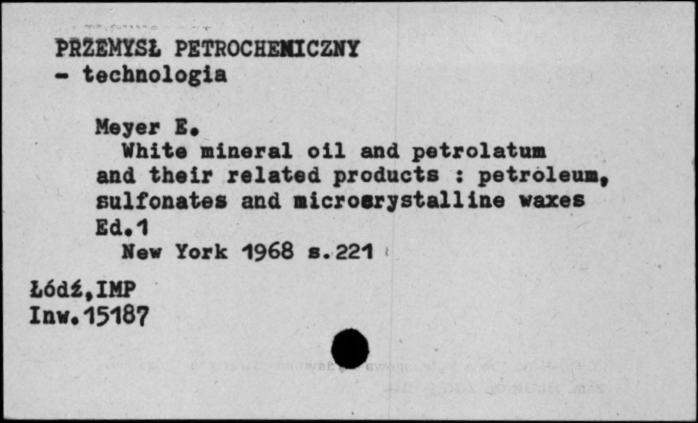 PRZEMYSŁ PETROCHEMICZNY
- technologia
Meyer E.
White mineral oil and petrolatum
and their related products : petroleum,
sulfonates and microcrystalline waxes
Ed.1
New York 1968 s.221
Łódź,IMP
Inw.15187